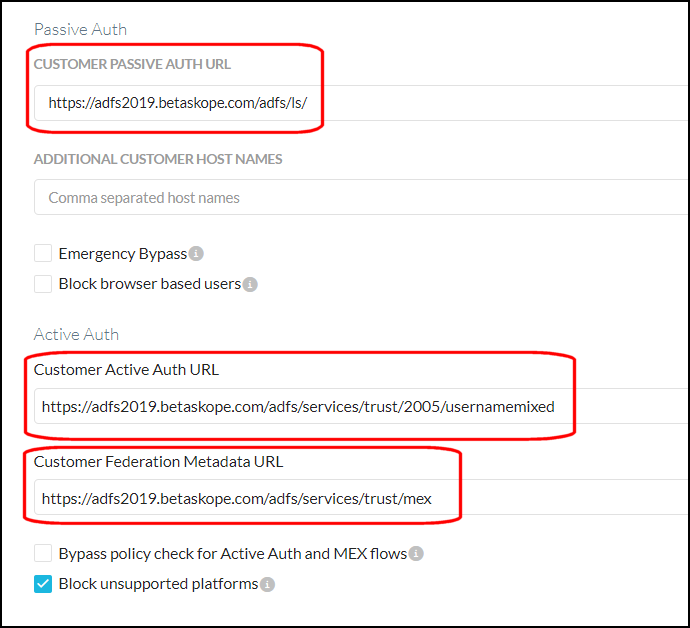 Passive Auth
CUSTOMER PASSIVE AUTH URL
https://adfs2019.betaskope.com/adfs/ls/
ADDITIONAL CUSTOMER HOST NAMES
Comma separated host names
Emergency Bypass
Block browser based users
Active Auth
Customer Active Auth URL
https://adfs2019.betaskope.com/adfs/services/trust/2005/usernamemixed
Customer Federation Metadata URL
https://adfs2019.betaskope.com/adfs/services/trust/mex
Bypass policy check for Active Auth and MEX flows
Block unsupported platforms